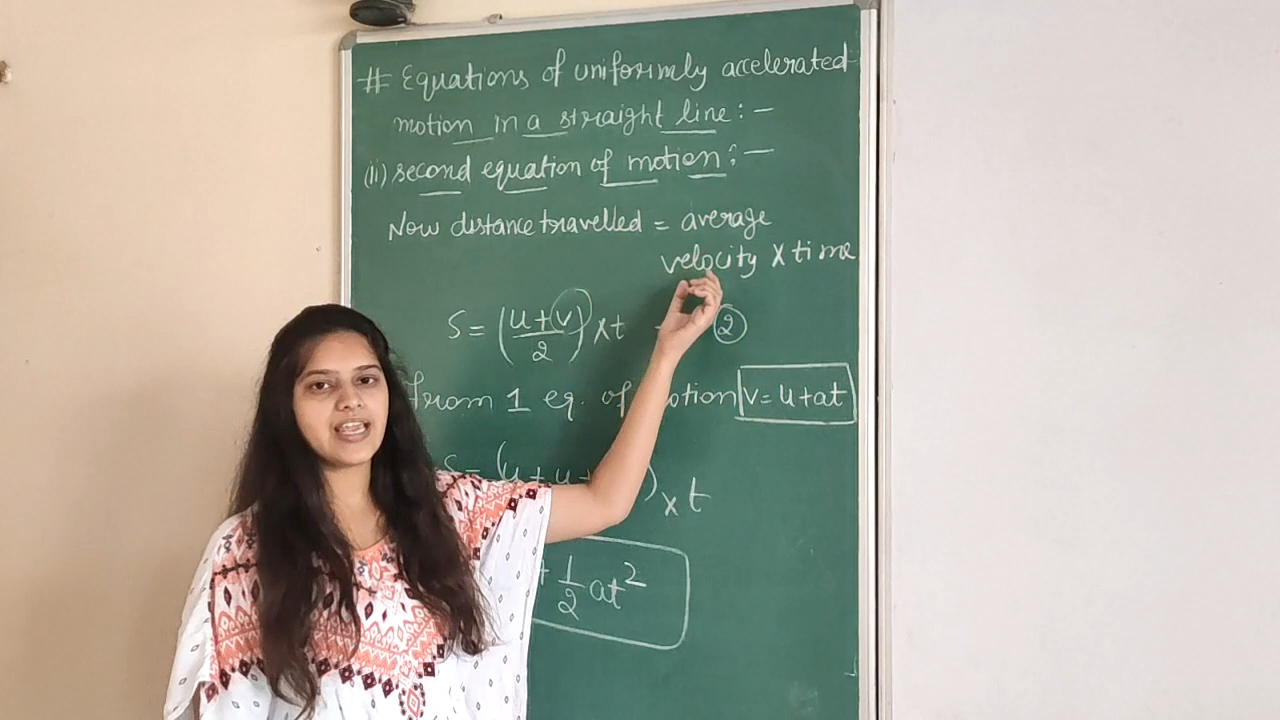 # Equations of uniformly accelerated
motion in a straight line : -
(ii) second equation of motion : -
Now distance travelled = average
velocity x time
S = (u+v/2) x t - ②
from 1 eq. of motion v = u+at
S = (u + u + ) x t
+ 1/2 at²